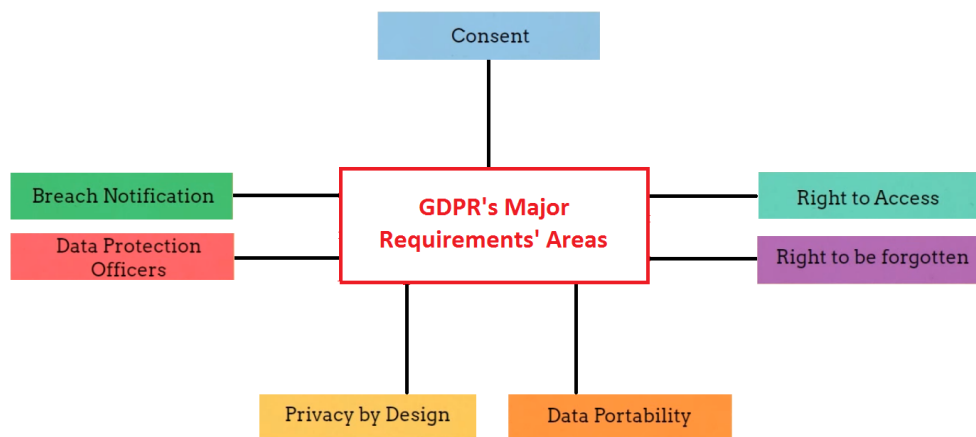 Consent
Breach Notification
GDPR's Major
Requirements' Areas
Right to Access
Data Protection
Officers
Right to be forgotten
Privacy by Design
Data Portability